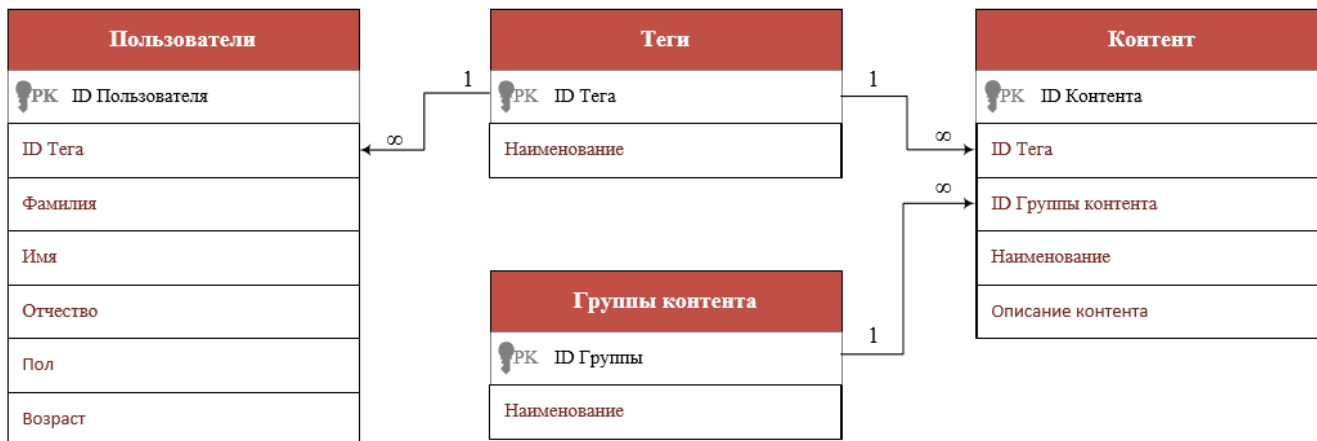 Пользователи
PK ID Пользователя
ID Тега
Фамилия
Имя
Отчество
Пол
Возраст
1
∞
Теги
PK ID Тега
Наименование
1
∞
Группы контента
PK ID Группы
Наименование
1
∞
Контент
PK ID Контента
ID Тега
ID Группы контента
Наименование
Описание контента